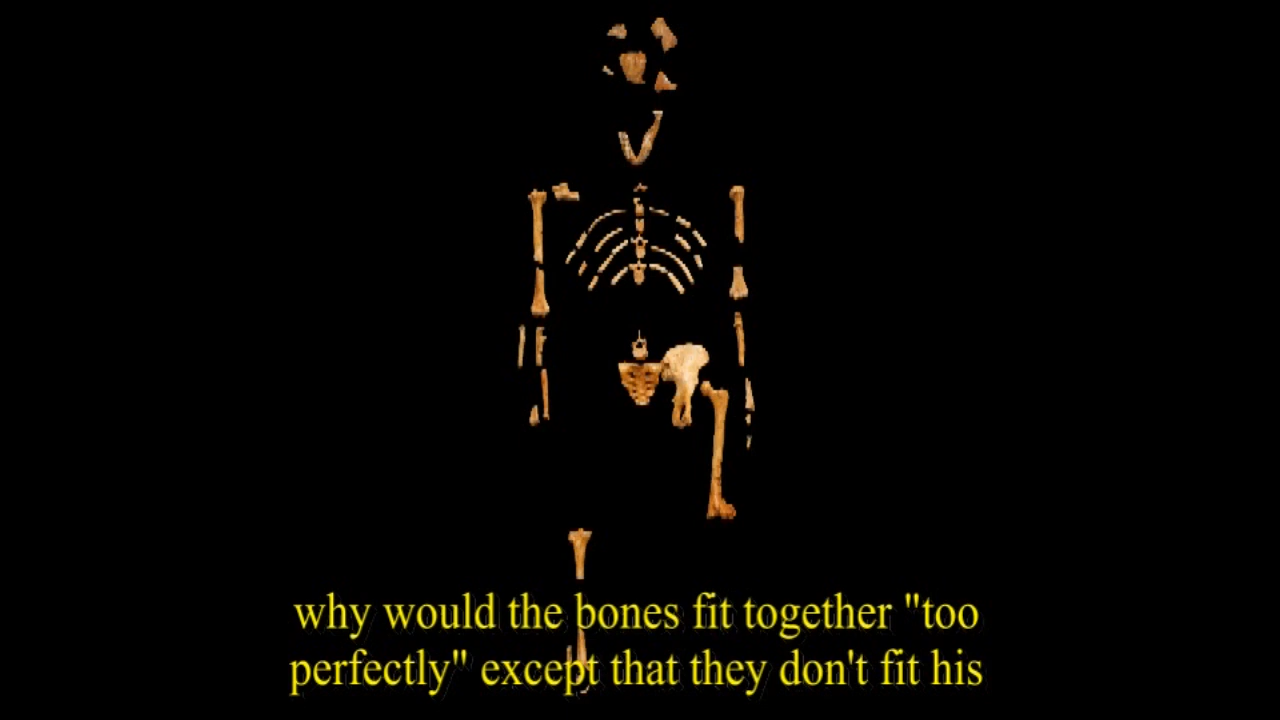 why would the bones fit together "too
perfectly" except that they don't fit his